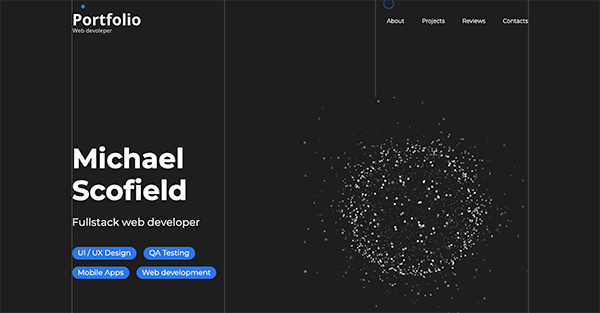 Portfolio
Web devoleper
About Projects Reviews Contacts
Michael
Scofield
Fullstack web developer
UI / UX Design QA Testing
Mobile Apps Web development